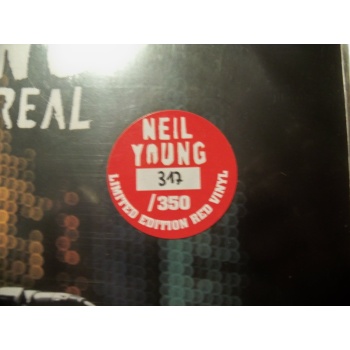 REAL
NEIL
YOUNG
317
/350
LIMITED EDITION RED VINYL